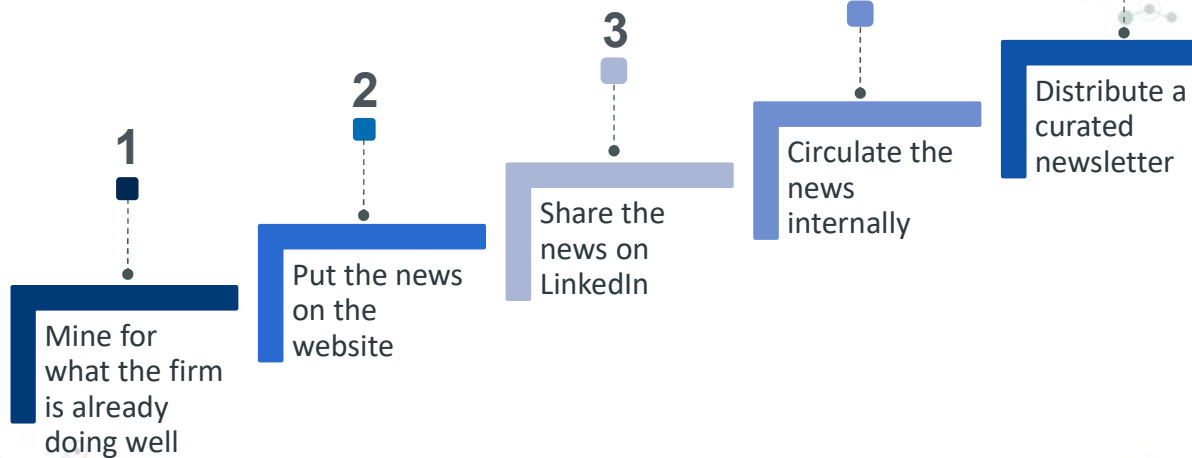 1
Mine for
what the firm
is already
doing well
2
Put the news
on the
website
3
Share the
news on
LinkedIn
Circulate the
news
internally
Distribute a
curated
newsletter